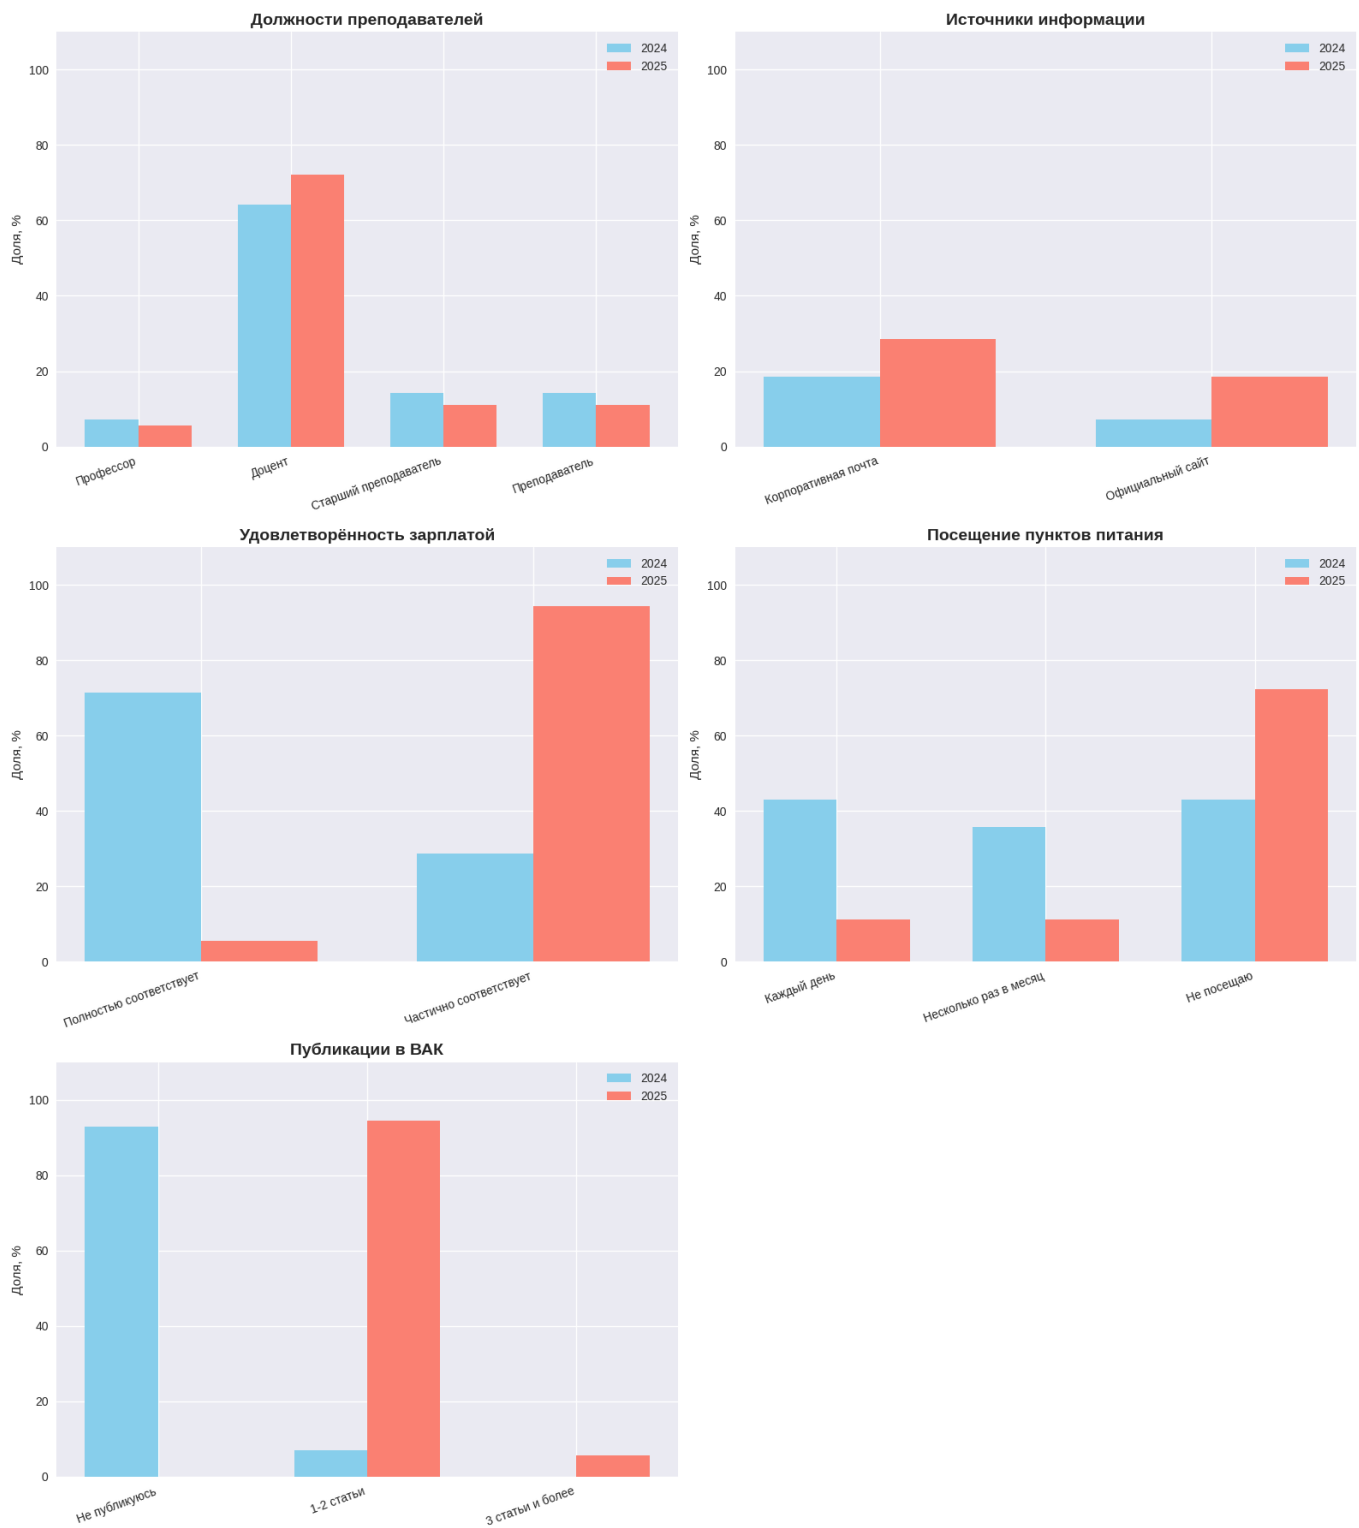 Должности преподавателей
2024
2025
100
80
60
40
20
0
Доля, %
Профессор
Доцент
Старший преподаватель
Преподаватель
Источники информации
2024
2025
100
80
60
40
20
0
Доля, %
Корпоративная почта
Официальный сайт
Удовлетворённость зарплатой
2024
2025
100
80
60
40
20
0
Доля, %
Полностью соответствует
Частично соответствует
Посещение пунктов питания
2024
2025
100
80
60
40
20
0
Доля, %
Каждый день
Несколько раз в месяц
Не посещаю
Публикации в ВАК
2024
2025
100
80
60
40
20
0
Доля, %
Не публикуюсь
1-2 статьи
3 статьи и более